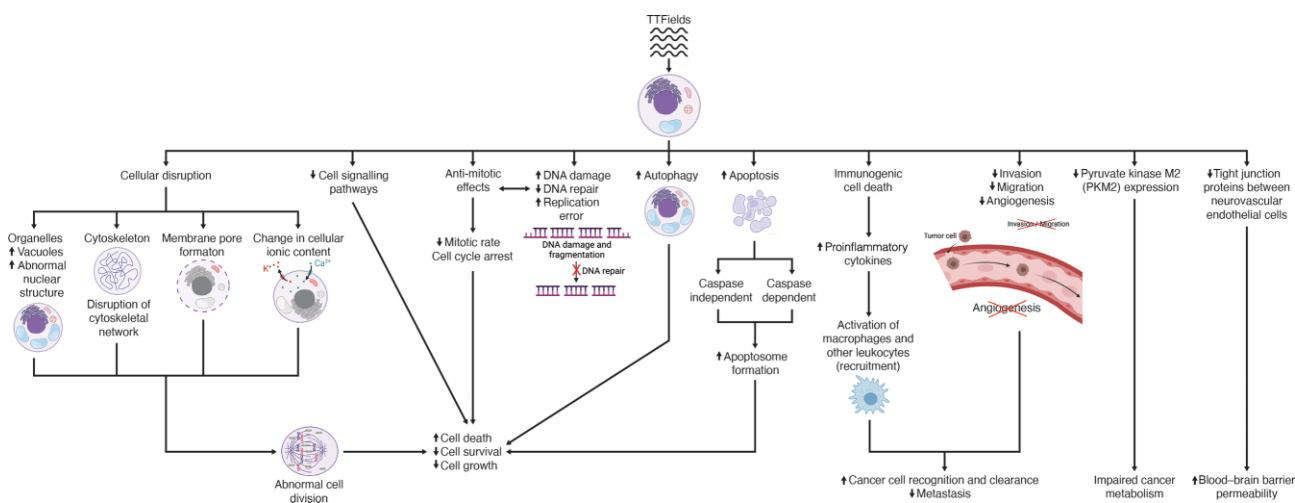 TTFields
Cellular disruption
Cell signalling
pathways
Anti-mitotic
effects
DNA damage
DNA repair
Replication
error
Autophagy
Apoptosis
Immunogenic
cell death
Invasion
Migration
Angiogenesis
Pyruvate kinase M2
(PKM2) expression
Tight junction
proteins between
neurovascular
endothelial cells
Organelles
Vacuoles
Abnormal
nuclear
structure
Cytoskeleton
Disruption of
cytoskeletal
network
Membrane pore
formaton
Change in cellular
ionic content
K+
Ca2+
Mitotic rate
Cell cycle arrest
DNA damage and
fragmentation
DNA repair
Caspase
independent
Caspase
dependent
Apoptosome
formation
Proinflammatory
cytokines
Activation of
macrophages and
other leukocytes
(recruitment)
Invasion / Migration
Tumor cell
Angiogenesis
Abnormal cell
division
Cell death
Cell survival
Cell growth
Cancer cell recognition and clearance
Metastasis
Impaired cancer
metabolism
Blood–brain barrier
permeability